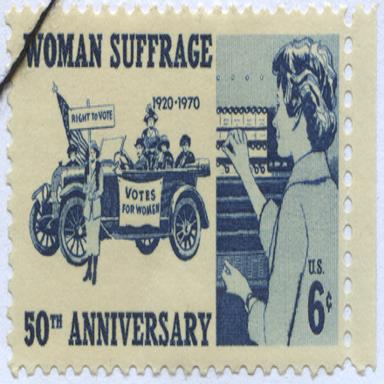 WOMAN SUFFRAGE
1920·1970
RIGHT TO VOTE
VOTES
FOR WOMEN
U.S.
6¢
50TH ANNIVERSARY